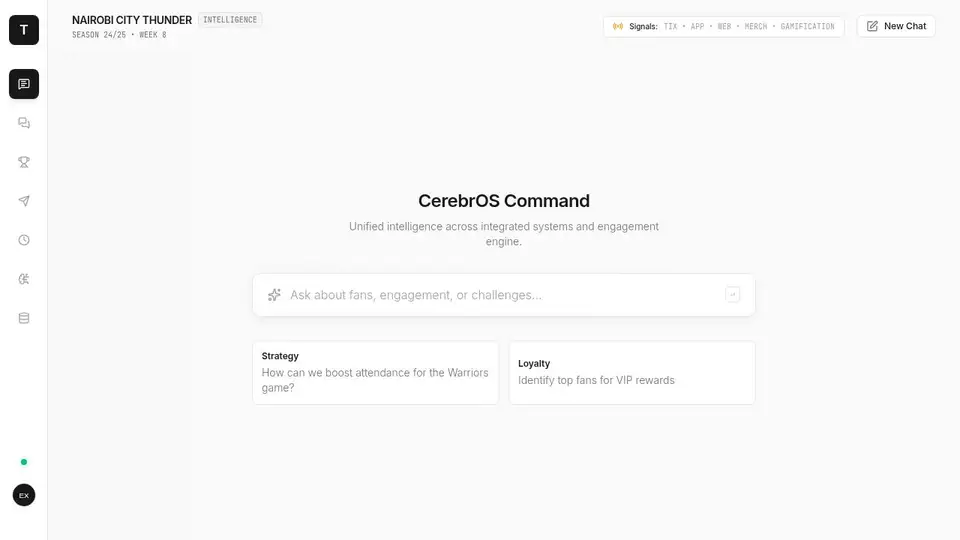 T
NAIROBI CITY THUNDER
INTELLIGENCE
SEASON 24/25 • WEEK 8
Signals: TIX • APP • WEB • MERCH • GAMIFICATION
New Chat
CerebrOS Command
Unified intelligence across integrated systems and engagement
engine.
Ask about fans, engagement, or challenges...
Strategy
How can we boost attendance for the Warriors
game?
Loyalty
Identify top fans for VIP rewards
EX